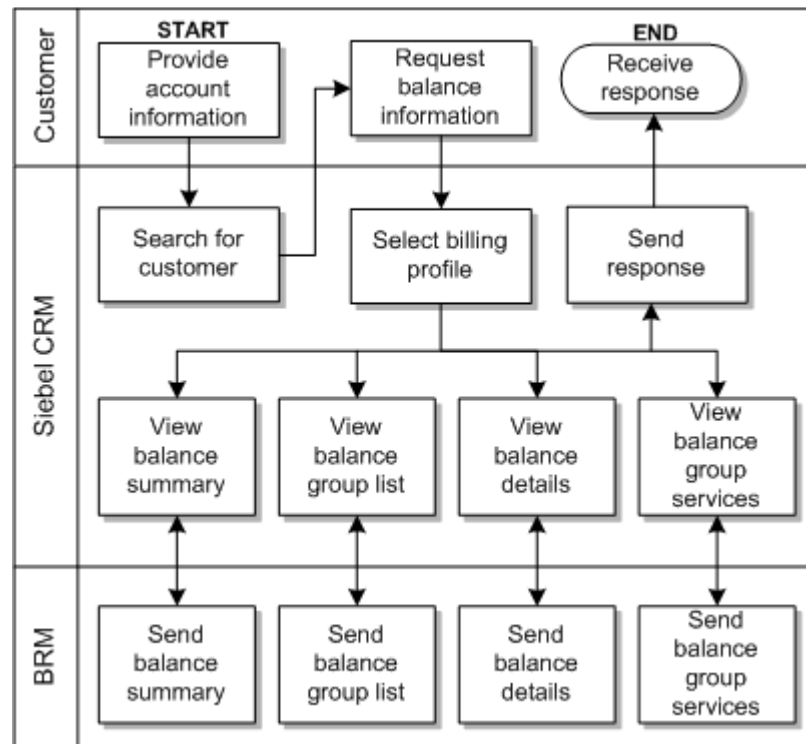 Customer
START
Provide
account
information
Request
balance
information
END
Receive
response
Siebel CRM
Search for
customer
Select billing
profile
Send
response
View
balance
summary
View
balance
group list
View
balance
details
View
balance
group
services
BRM
Send
balance
summary
Send
balance
group list
Send
balance
details
Send
balance
group
services